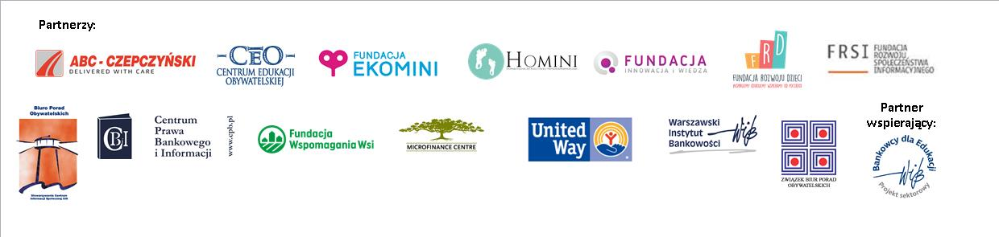 Partnerzy:
ABC - CZEPCZYŃSKI
DELIVERED WITH CARE
CEO
CENTRUM EDUKACJI
OBYWATELSKIEJ
FUNDACJA
EKOMINI
HOMINI
FUNDACJA
INNOWACJA I WIEDZA
FRD
FUNDACJA ROZWOJU DZIECI
FRSI
FUNDACJA
ROZWOJU
SPOŁECZEŃSTWA
INFORMACYJNEGO
Biuro Porad
Obywatelskich
Stowarzyszenie Centrum
Informacji Społecznej CIS
CPBI
Centrum
Prawa
Bankowego
i Informacji
www.cpb.pl
Fundacja
Wspomagania Wsi
MICROFINANCE CENTRE
United
Way
Warszawski
Instytut
Bankowości
WIB
ZWIĄZEK BIUR PORAD
OBYWATELSKICH
Partner
wspierający:
Bankowcy dla Edukacji
WIB
Projekt sektorowy